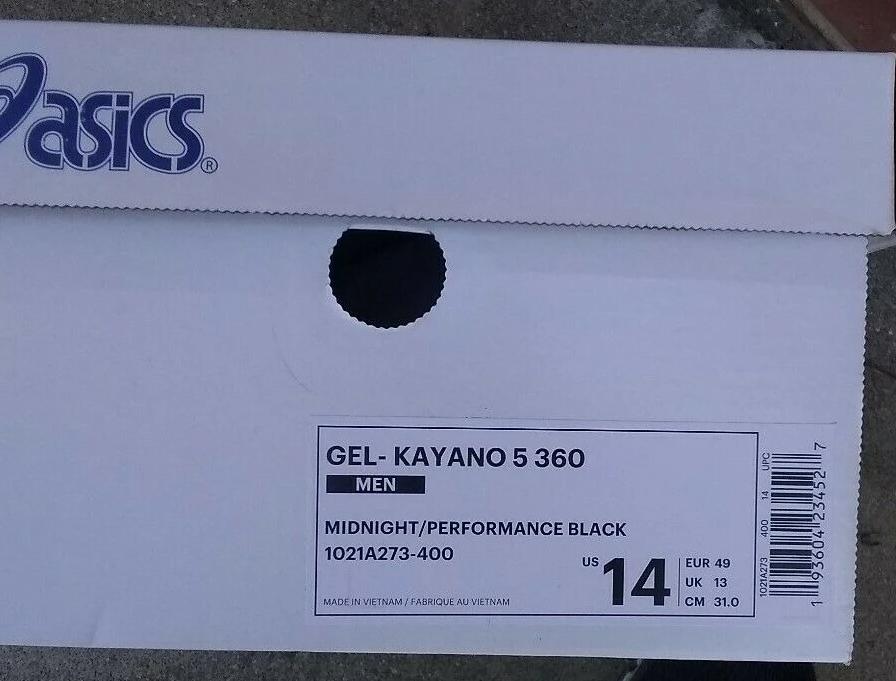 asics®
GEL- KAYANO 5 360
MEN
MIDNIGHT/PERFORMANCE BLACK
1021A273-400
US 14
EUR 49
UK 13
CM 31.0
MADE IN VIETNAM / FABRIQUE AU VIETNAM
1021A273 400 14 UPC
1 93604 23452 7